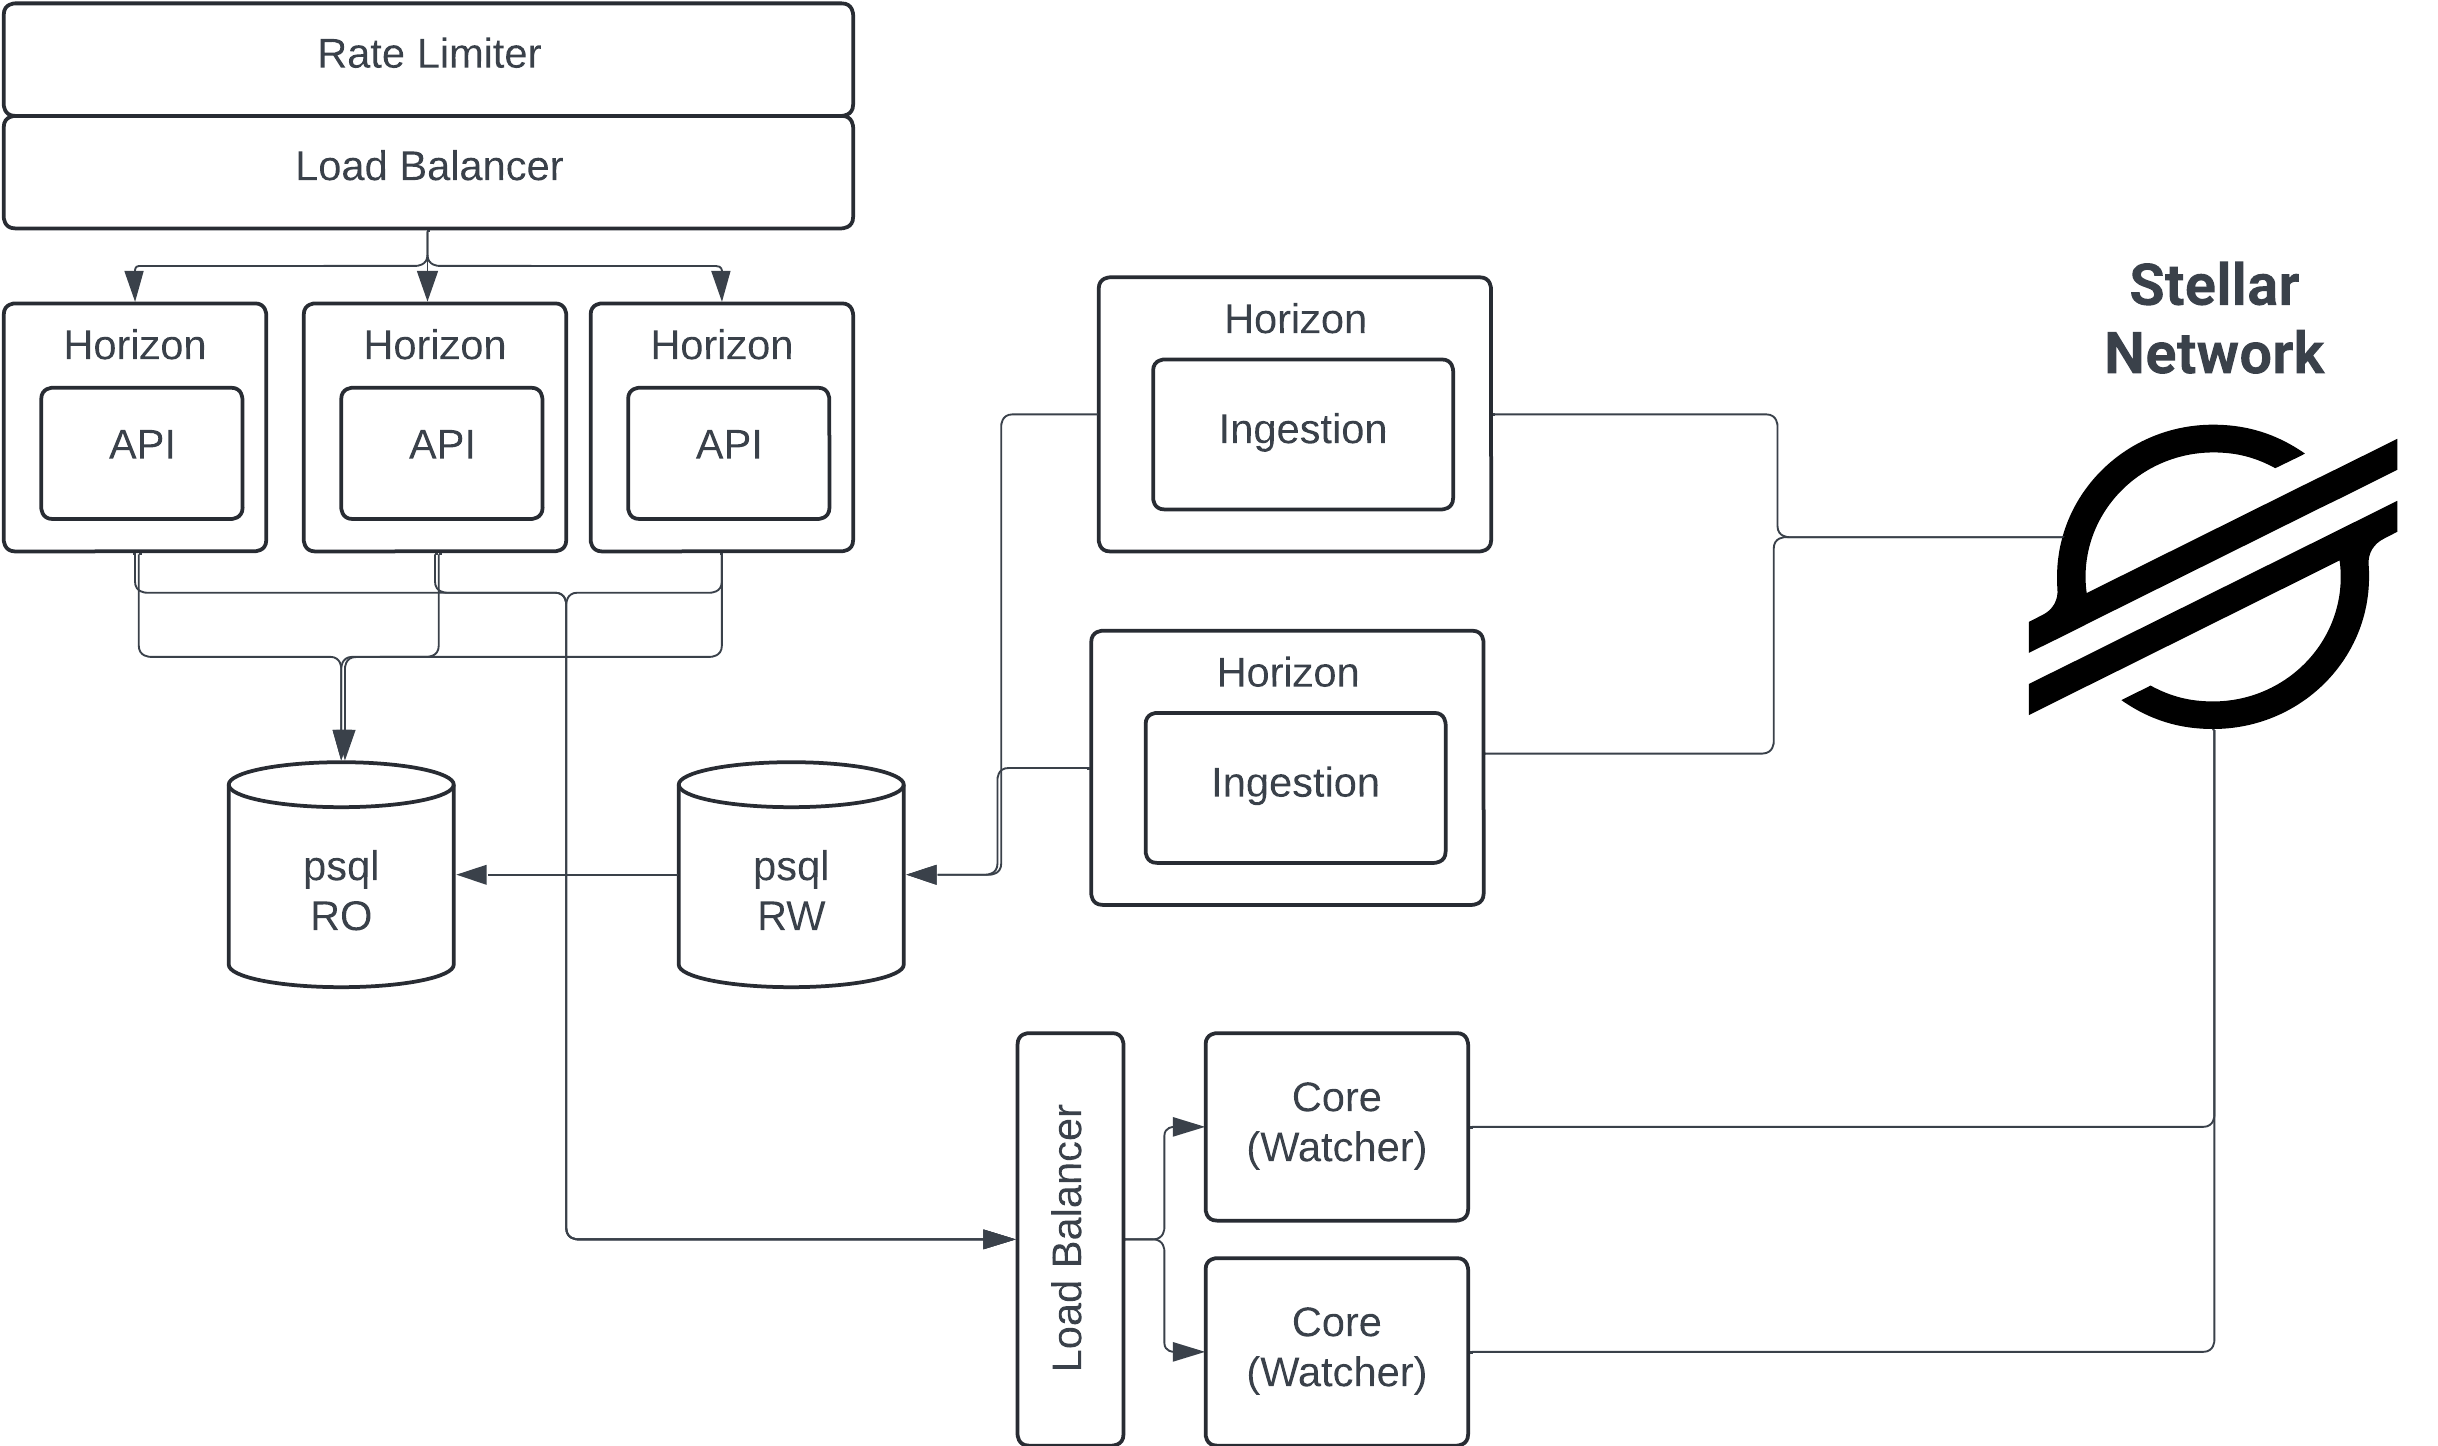 Rate Limiter
Load Balancer
Horizon
API
Horizon
API
Horizon
API
Horizon
Ingestion
Horizon
Ingestion
Stellar
Network
psql
RO
psql
RW
Load Balancer
Core
(Watcher)
Core
(Watcher)